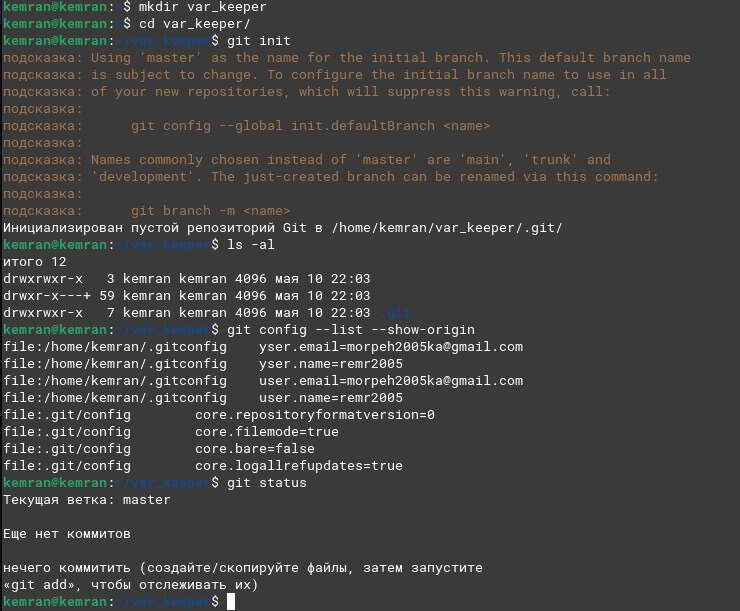 kemran@kemran:~$ mkdir var_keeper
kemran@kemran:~$ cd var_keeper/
kemran@kemran:~/var_keeper$ git init
подсказка: Using 'master' as the name for the initial branch. This default branch name
подсказка: is subject to change. To configure the initial branch name to use in all
подсказка: of your new repositories, which will suppress this warning, call:
подсказка:
подсказка:      git config --global init.defaultBranch <name>
подсказка:
подсказка: Names commonly chosen instead of 'master' are 'main', 'trunk' and
подсказка: 'development'. The just-created branch can be renamed via this command:
подсказка:
подсказка:      git branch -m <name>
Инициализирован пустой репозиторий Git в /home/kemran/var_keeper/.git/
kemran@kemran:~/var_keeper$ ls -al
итого 12
drwxrwxr-x   3 kemran kemran 4096 мая 10 22:03 .
drwxr-x---+ 59 kemran kemran 4096 мая 10 22:03 ..
drwxrwxr-x   7 kemran kemran 4096 мая 10 22:03 .git
kemran@kemran:~/var_keeper$ git config --list --show-origin
file:/home/kemran/.gitconfig    yser.email=morpeh2005ka@gmail.com
file:/home/kemran/.gitconfig    yser.name=remr2005
file:/home/kemran/.gitconfig    user.email=morpeh2005ka@gmail.com
file:/home/kemran/.gitconfig    user.name=remr2005
file:.git/config        core.repositoryformatversion=0
file:.git/config        core.filemode=true
file:.git/config        core.bare=false
file:.git/config        core.logallrefupdates=true
kemran@kemran:~/var_keeper$ git status
Текущая ветка: master

Еще нет коммитов

нечего коммитить (создайте/скопируйте файлы, затем запустите
«git add», чтобы отслеживать их)
kemran@kemran:~/var_keeper$